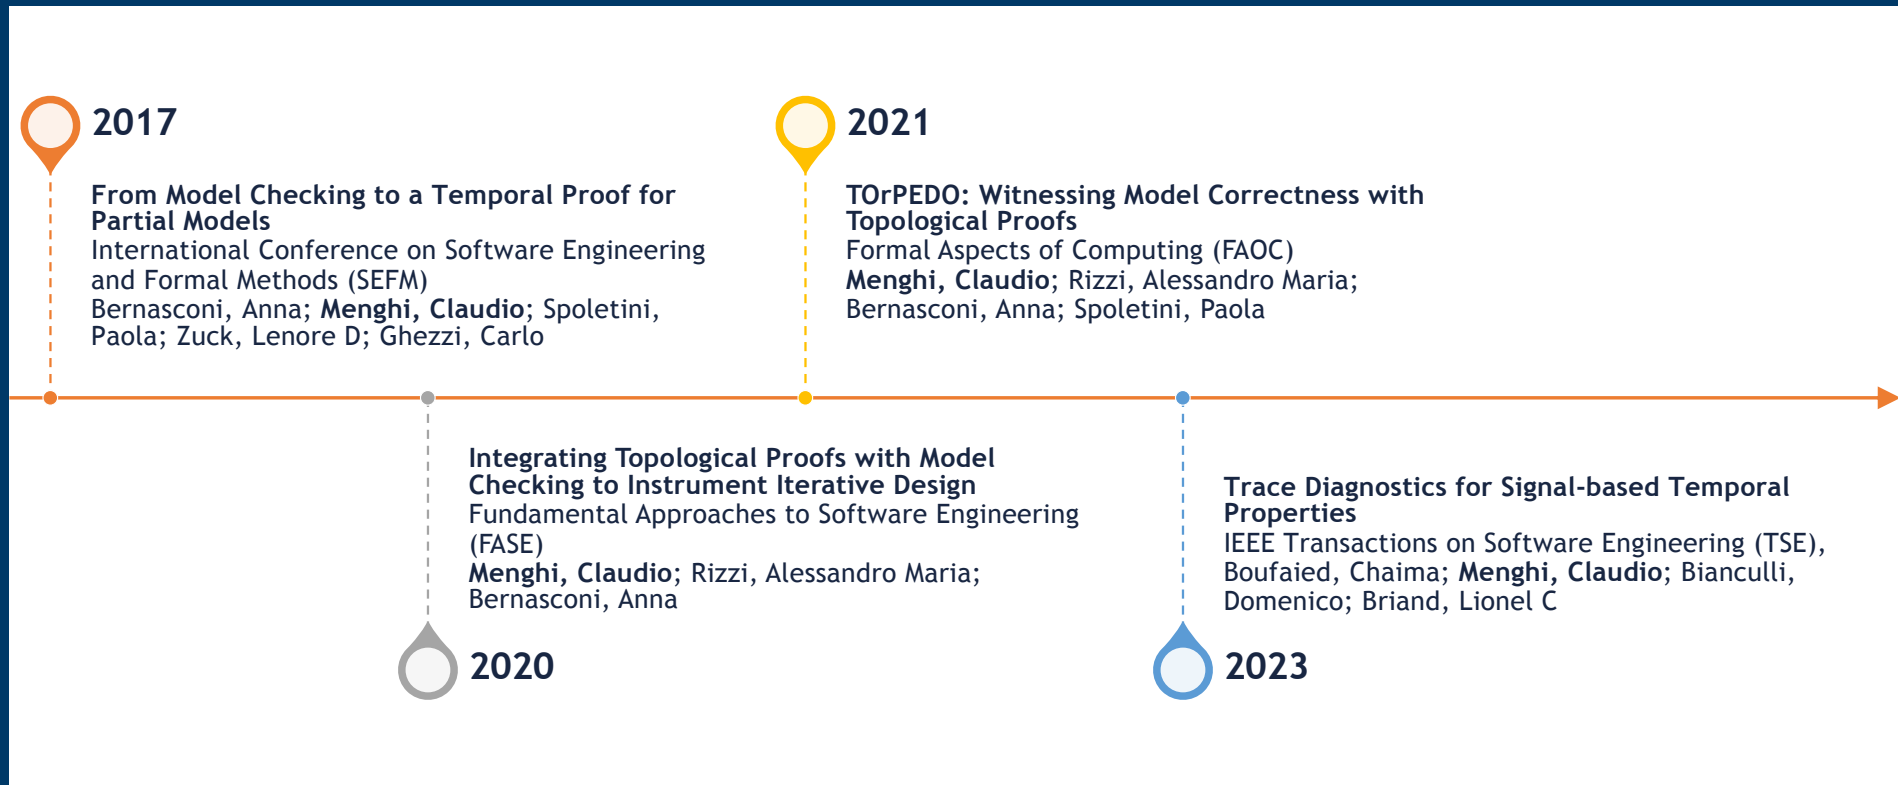 2017
From Model Checking to a Temporal Proof for
Partial Models
International Conference on Software Engineering
and Formal Methods (SEFM)
Bernasconi, Anna; Menghi, Claudio; Spoletini,
Paola; Zuck, Lenore D; Ghezzi, Carlo
2021
TOrPEDO: Witnessing Model Correctness with
Topological Proofs
Formal Aspects of Computing (FAOC)
Menghi, Claudio; Rizzi, Alessandro Maria;
Bernasconi, Anna; Spoletini, Paola
Integrating Topological Proofs with Model
Checking to Instrument Iterative Design
Fundamental Approaches to Software Engineering
(FASE)
Menghi, Claudio; Rizzi, Alessandro Maria;
Bernasconi, Anna
2020
Trace Diagnostics for Signal-based Temporal
Properties
IEEE Transactions on Software Engineering (TSE),
Boufaied, Chaima; Menghi, Claudio; Bianculli,
Domenico; Briand, Lionel C
2023